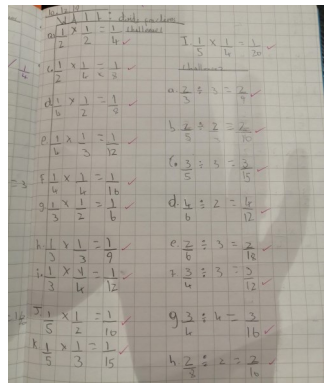 a. 1/2 × 1/2 = 1/4
c. 1/2 × 1/4 = 1/8
d. 1/4 × 1/2 = 1/8
e. 1/4 × 1/3 = 1/12
f. 1/4 × 1/4 = 1/16
g. 1/3 × 1/2 = 1/6
h. 1/3 × 1/3 = 1/9
i. 1/3 × 1/4 = 1/12
J. 1/5 × 1/2 = 1/10
K. 1/5 × 1/3 = 1/15
I 1/5 × 1/4 = 1/20
challenge
a. 2/3 ÷ 3 = 2/9
b. 2/5 ÷ 2 = 2/10
c. 3/5 ÷ 3 = 3/15
d. 4/6 ÷ 2 = 4/12
e. 2/6 ÷ 3 = 2/18
f. 3/4 ÷ 3 = 3/12
g. 3/4 ÷ 4 = 3/16
h. 2/8 ÷ 2 = 2/16